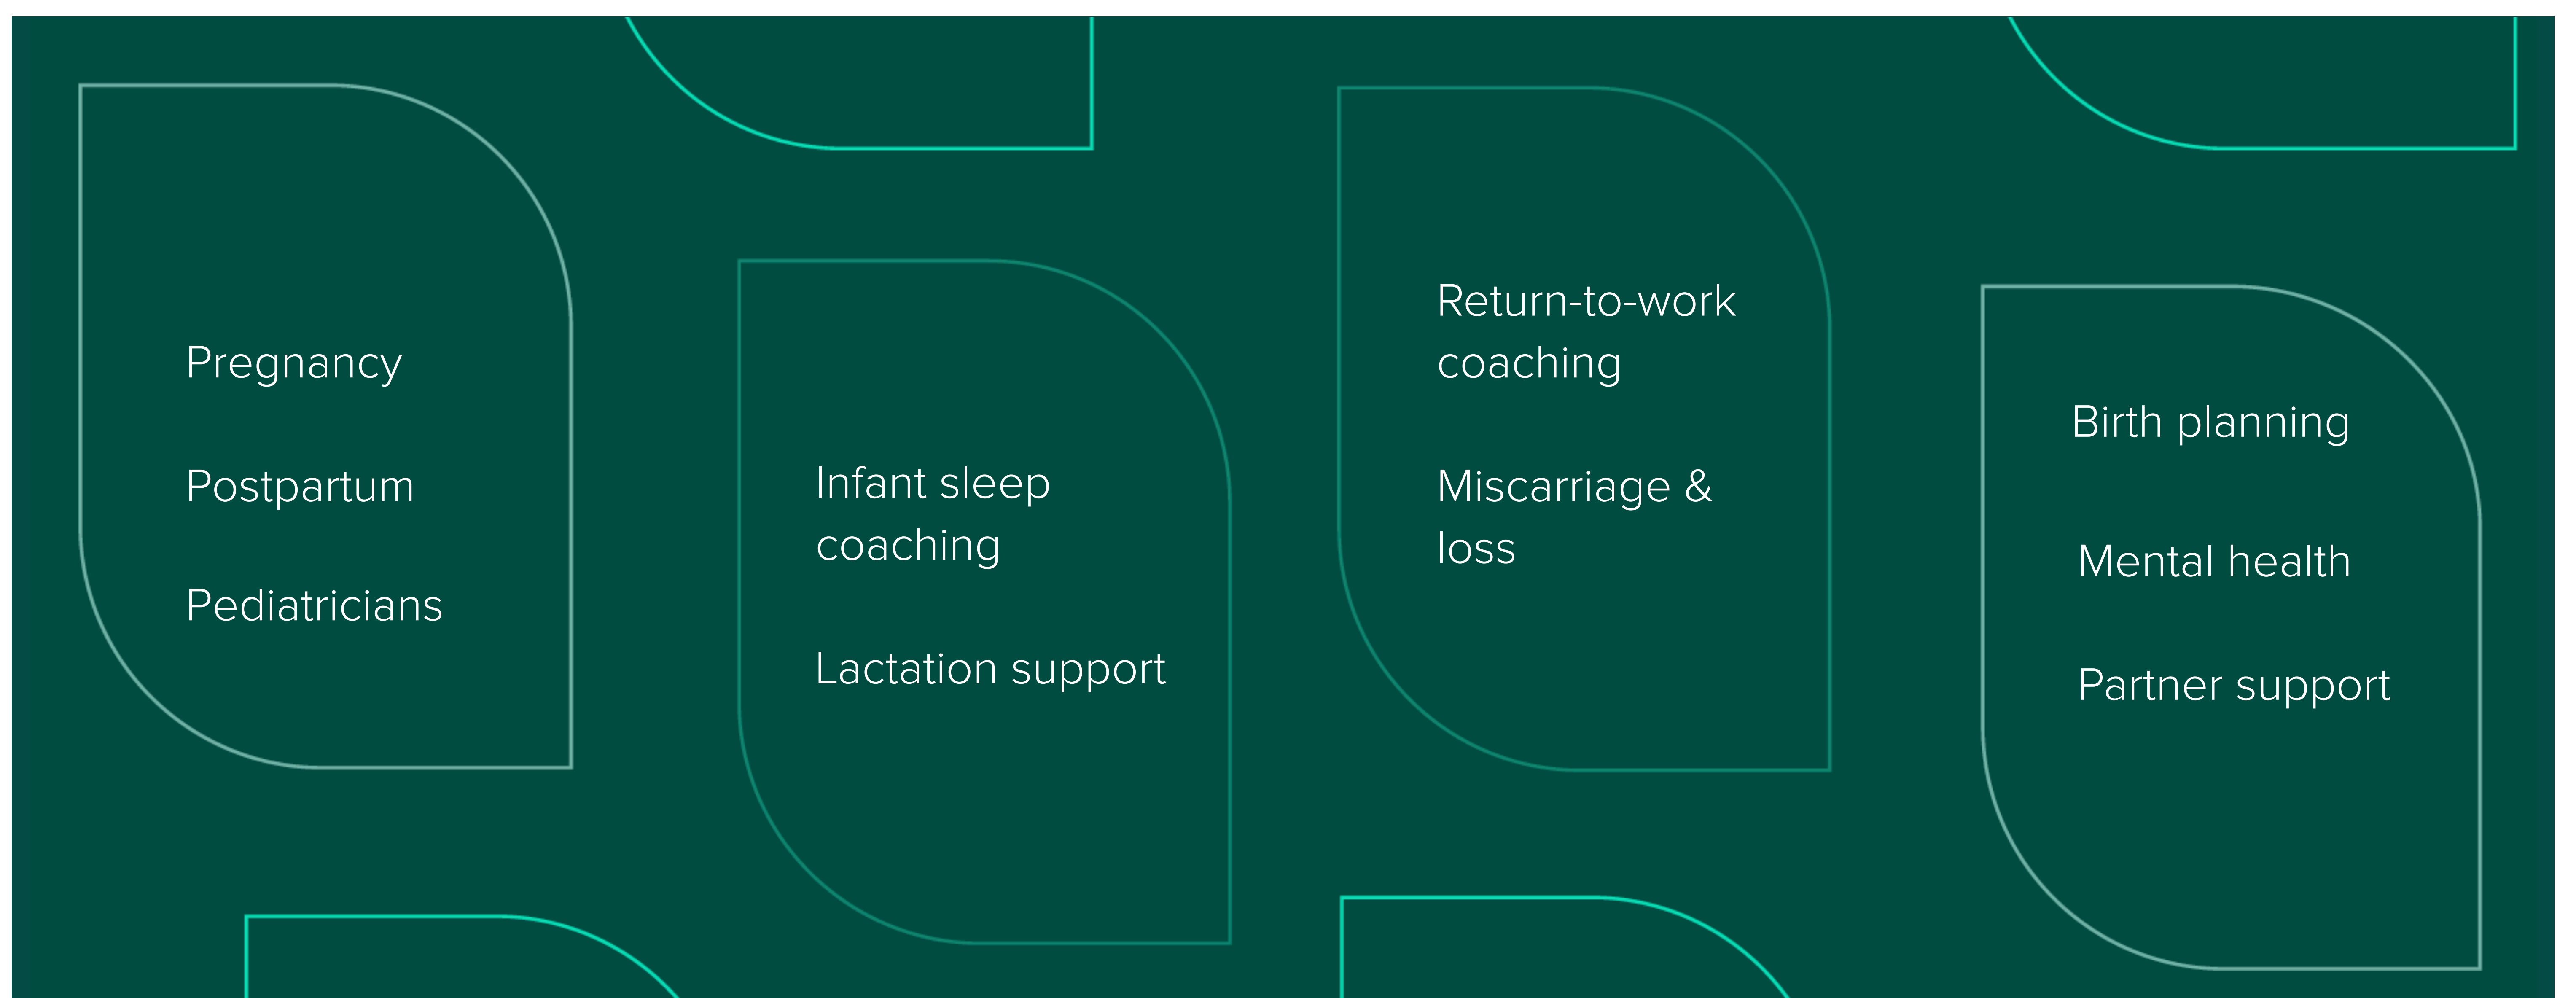 Pregnancy
Postpartum
Pediatricians
Infant sleep
coaching
Lactation support
Return-to-work
coaching
Miscarriage &
loss
Birth planning
Mental health
Partner support